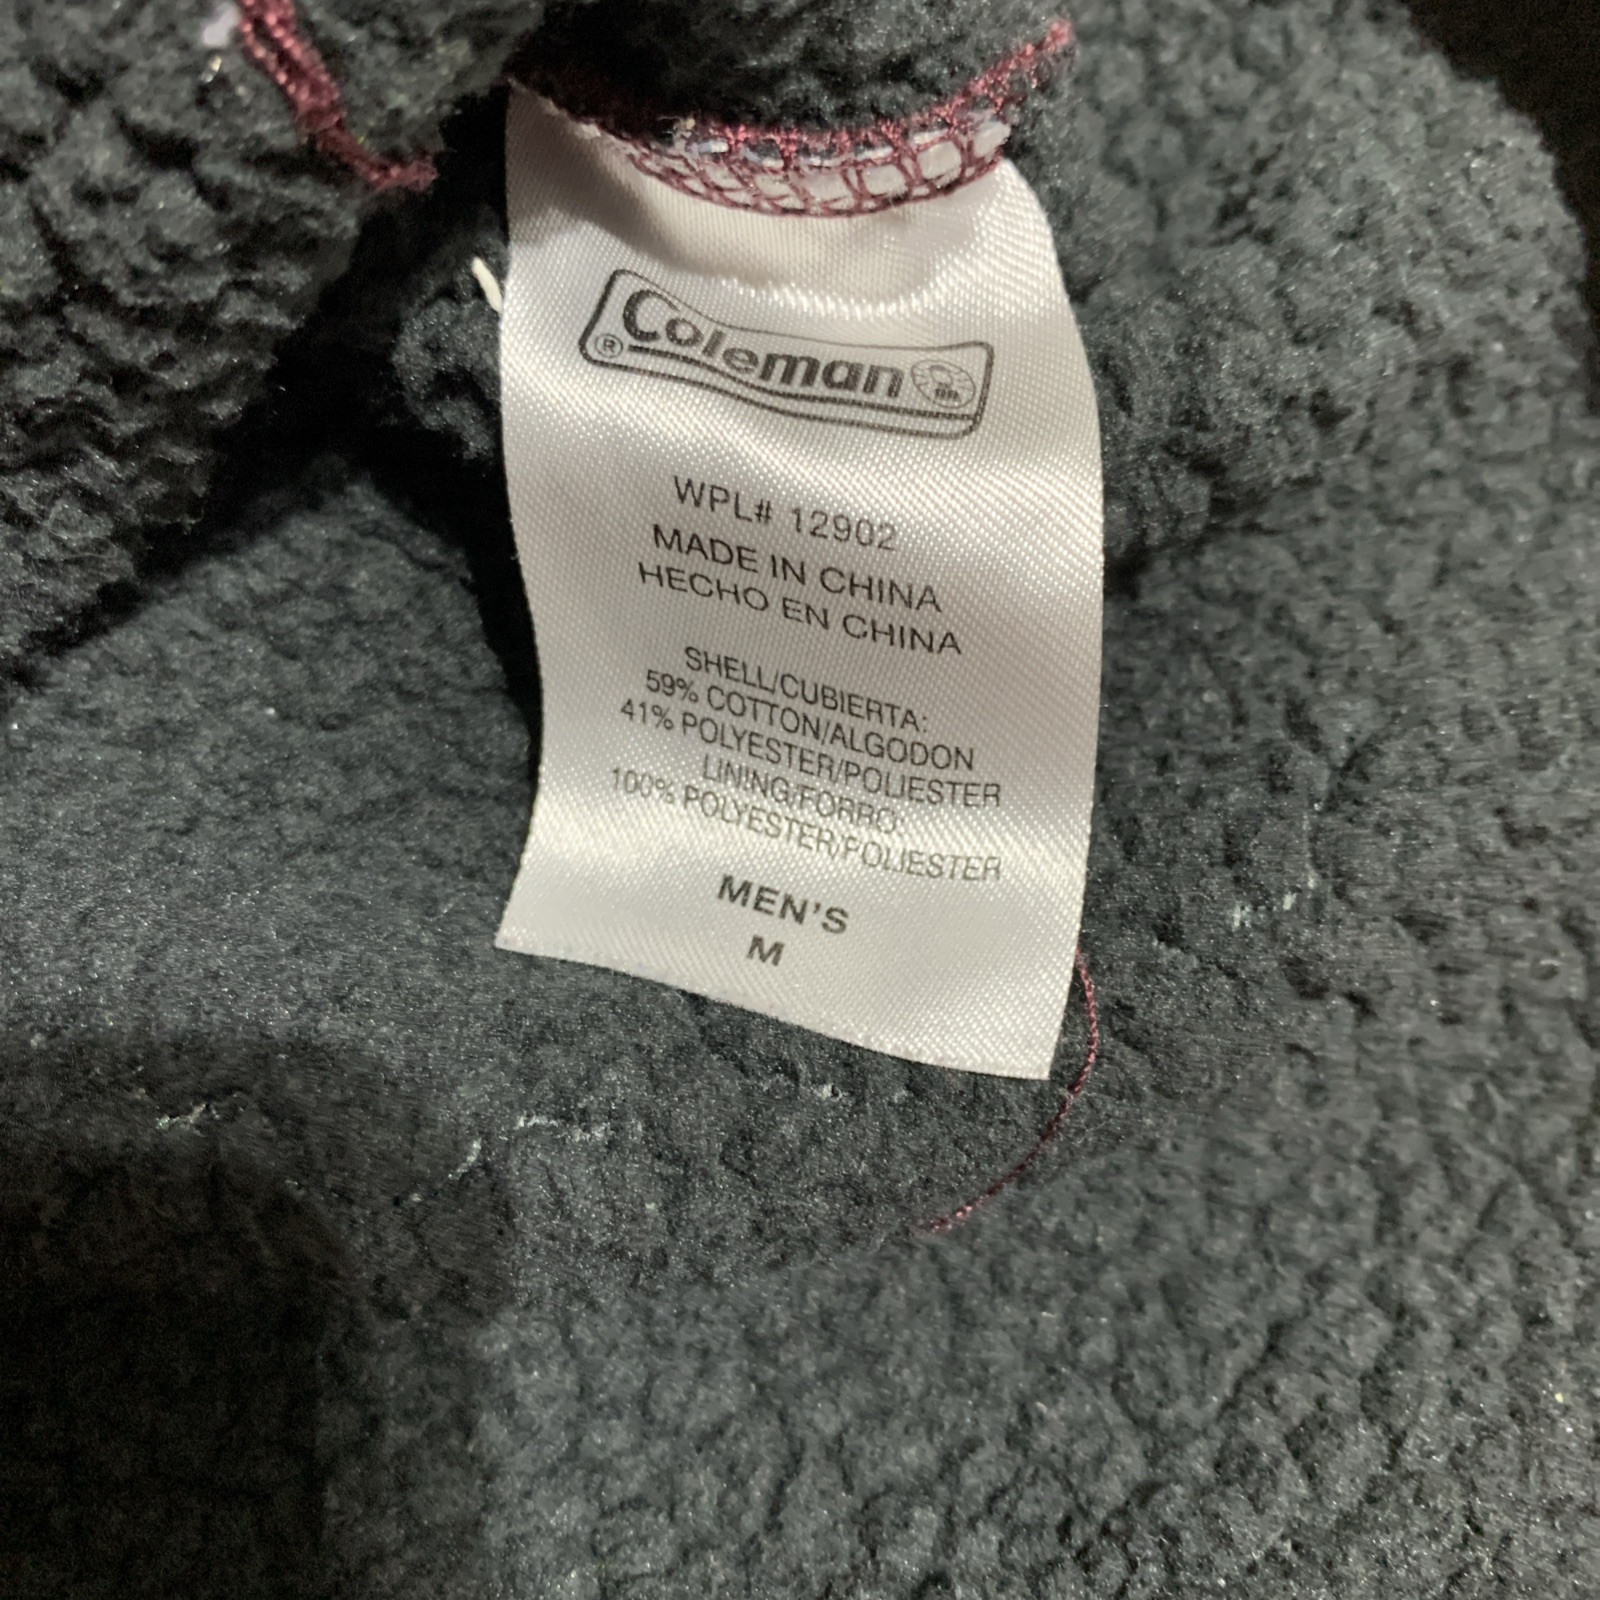 Coleman
®
WPL# 12902
MADE IN CHINA
HECHO EN CHINA
SHELL/CUBIERTA:
59% COTTON/ALGODON
41% POLYESTER/POLIESTER
LINING/FORRO:
100% POLYESTER/POLIESTER
MEN'S
M